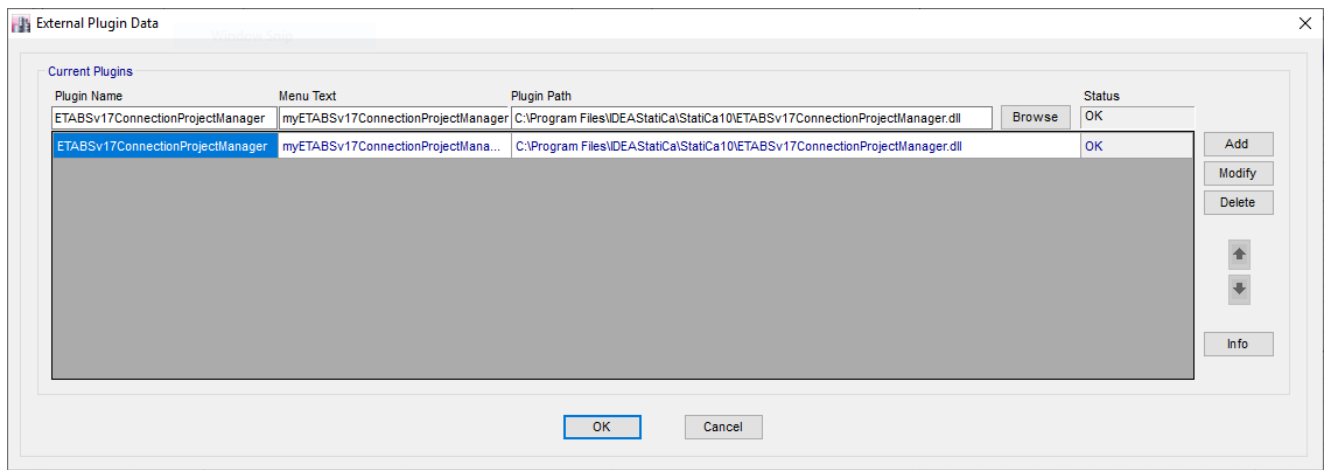 External Plugin Data
Window Snip
Current Plugins
Plugin Name Menu Text Plugin Path Status
ETABSv17ConnectionProjectManager myETABSv17ConnectionProjectManager C:\Program Files\IDEAStatiCa\StatiCa10\ETABSv17ConnectionProjectManager.dll Browse OK
ETABSv17ConnectionProjectManager myETABSv17ConnectionProjectMana... C:\Program Files\IDEAStatiCa\StatiCa10\ETABSv17ConnectionProjectManager.dll OK
Add
Modify
Delete
Info
OK Cancel